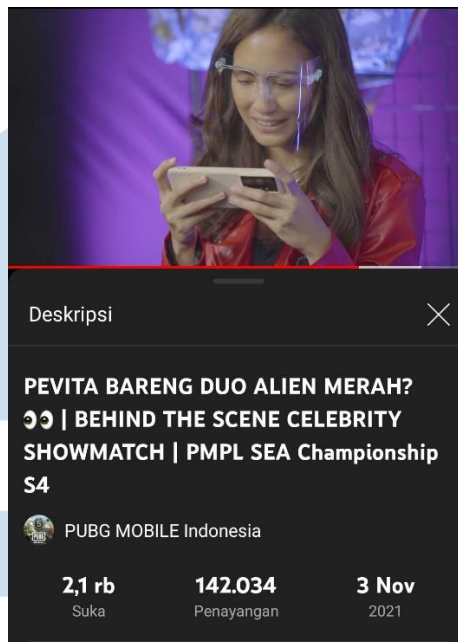 Deskripsi
PEVITA BARENG DUO ALIEN MERAH?
👀 | BEHIND THE SCENE CELEBRITY
SHOWMATCH | PMPL SEA Championship
S4
PUBG MOBILE Indonesia
2,1 rb 142.034 3 Nov
Suka Penayangan 2021